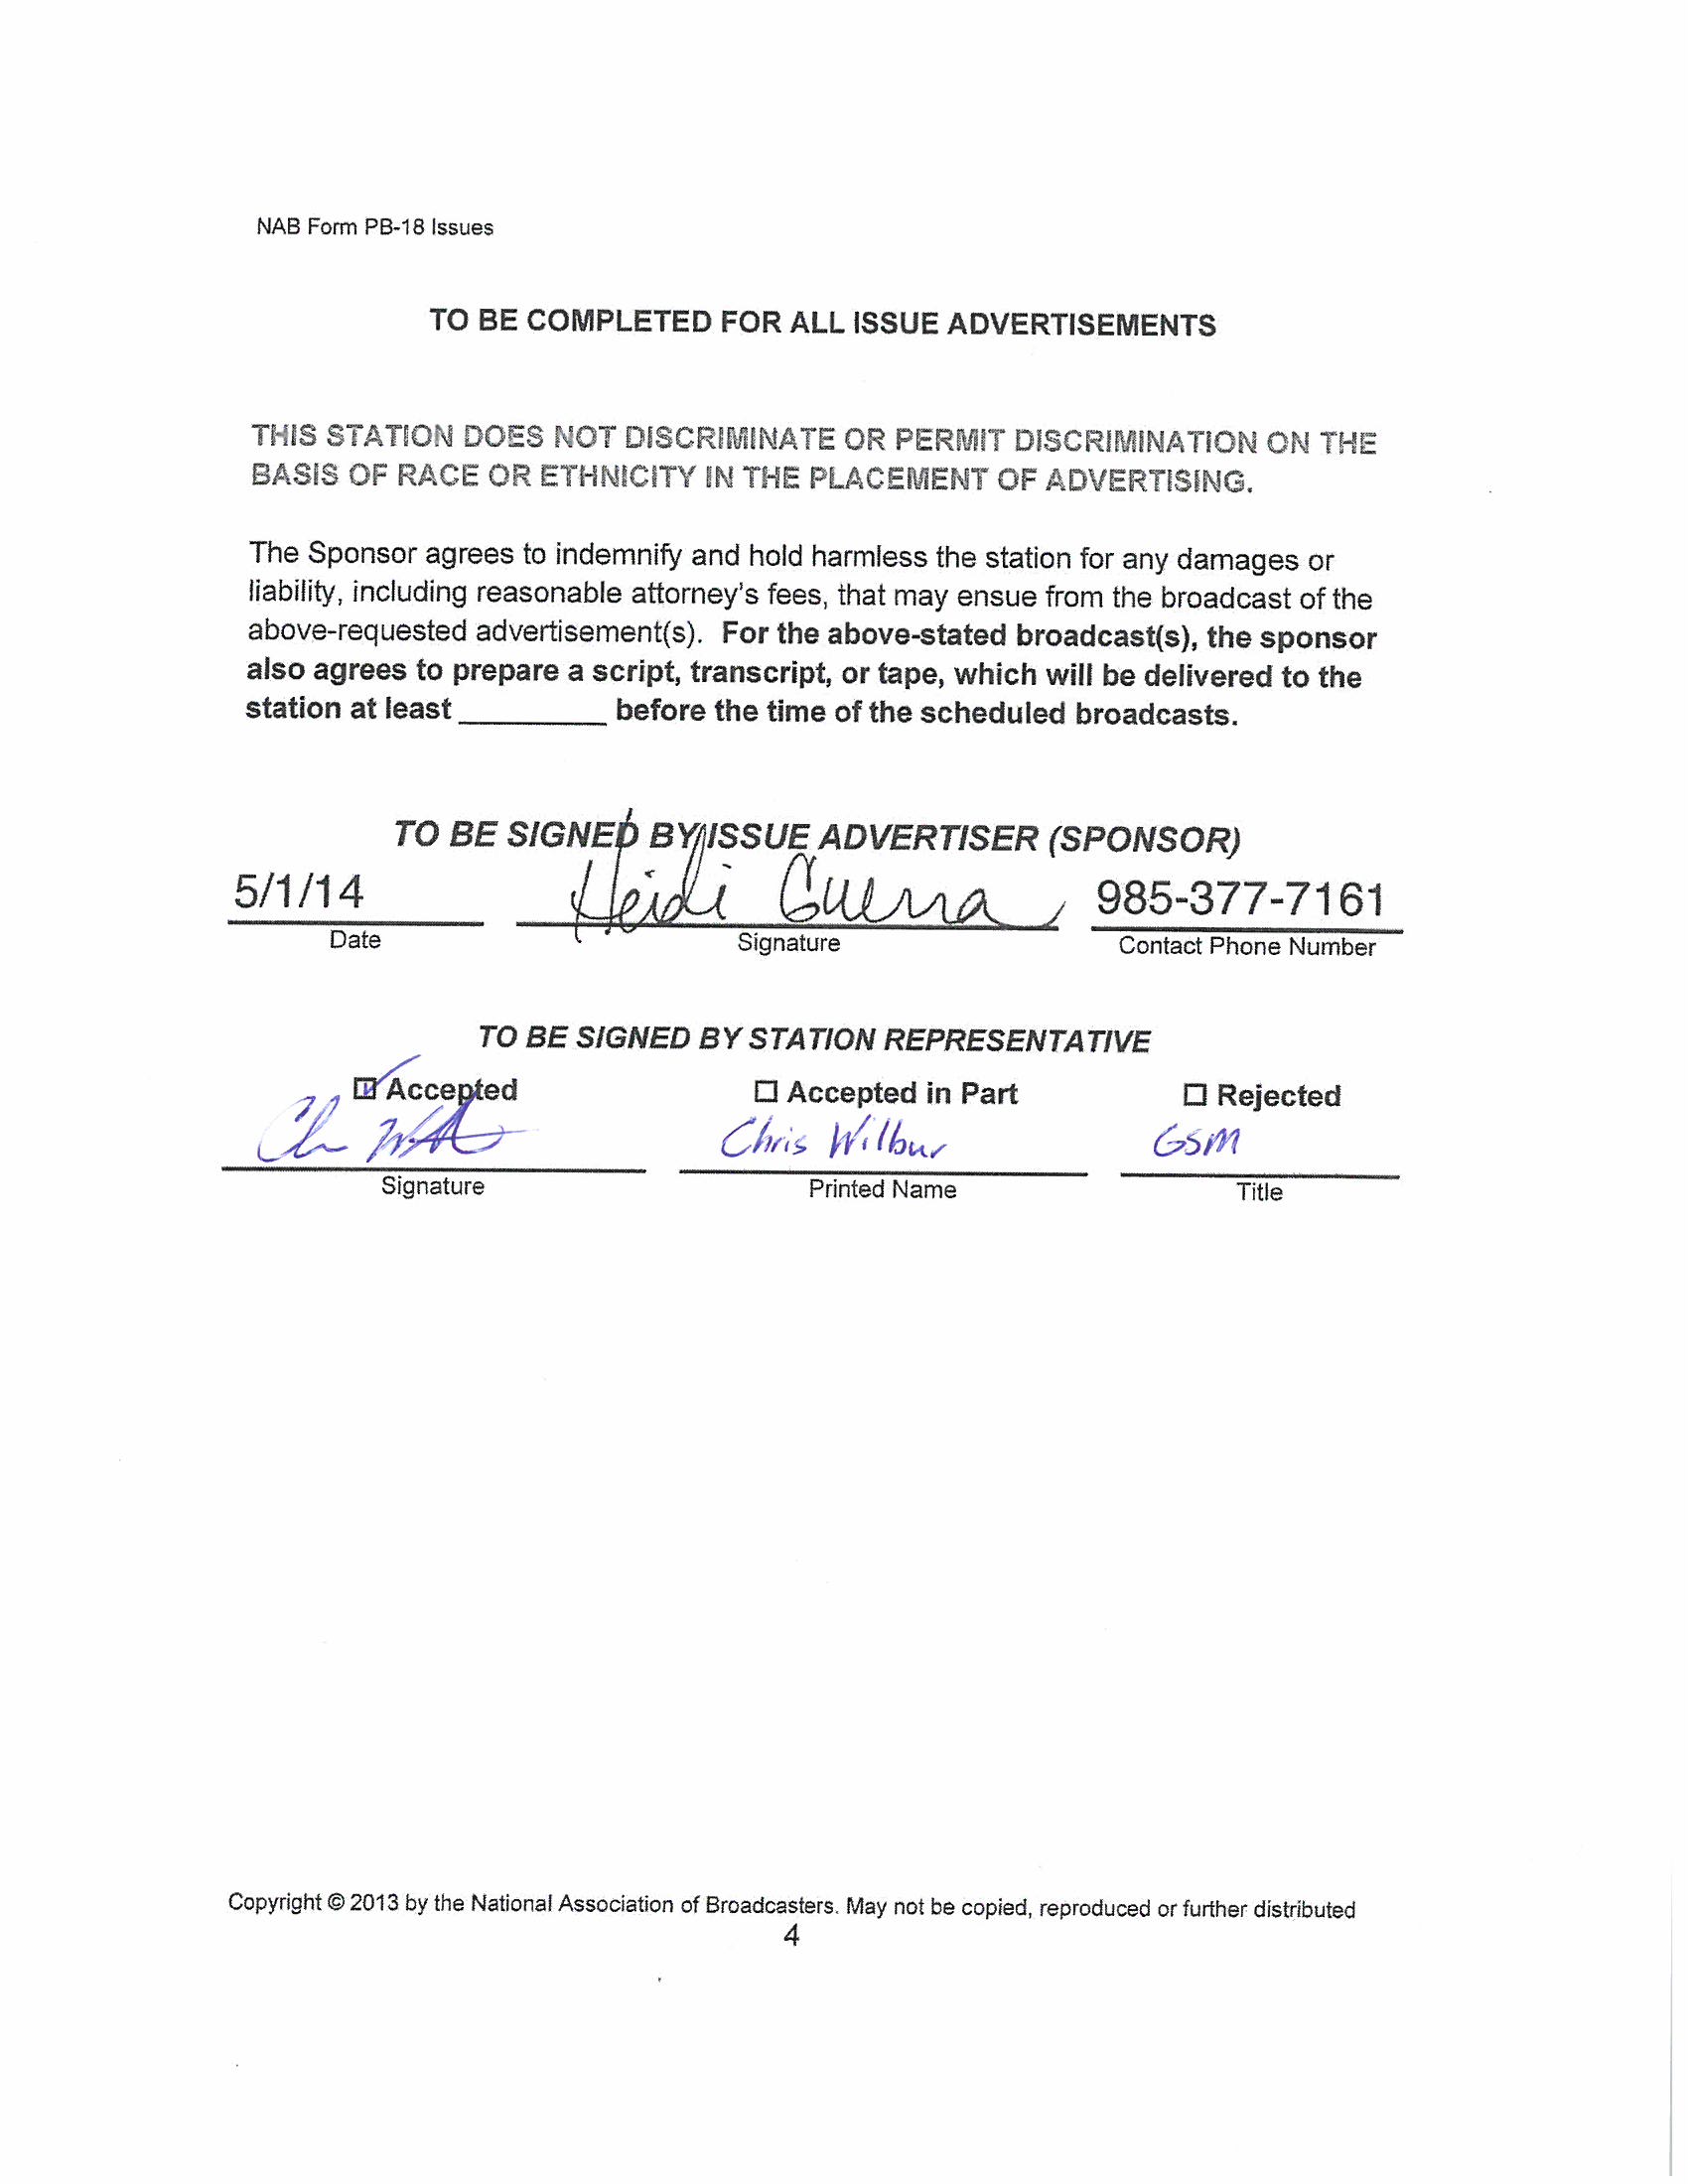 NAB Form PB-18 Issues
TO BE COMPLETED FOR ALL ISSUE ADVERTISEMENTS
THIS STATION DOES NOT DISCRIMINATE OR PERMIT DISCRIMINATION ON THE
BASIS OF RACE OR ETHNICITY IN THE PLACEMENT OF ADVERTISING.
The Sponsor agrees to indemnify and hold harmless the station for any damages or
liability, including reasonable attorney's fees, that may ensue from the broadcast of the
above-requested advertisement(s). For the above-stated broadcast(s), the sponsor
also agrees to prepare a script, transcript, or tape, which will be delivered to the
station at least __________ before the time of the scheduled broadcasts.
TO BE SIGNED BY ISSUE ADVERTISER (SPONSOR)
5/1/14 Heidi Guerra 985-377-7161
Date Signature Contact Phone Number
TO BE SIGNED BY STATION REPRESENTATIVE
☑ Accepted ☐ Accepted in Part ☐ Rejected
Chris Wilbur GSM
Signature Printed Name Title
Copyright © 2013 by the National Association of Broadcasters. May not be copied, reproduced or further distributed
4